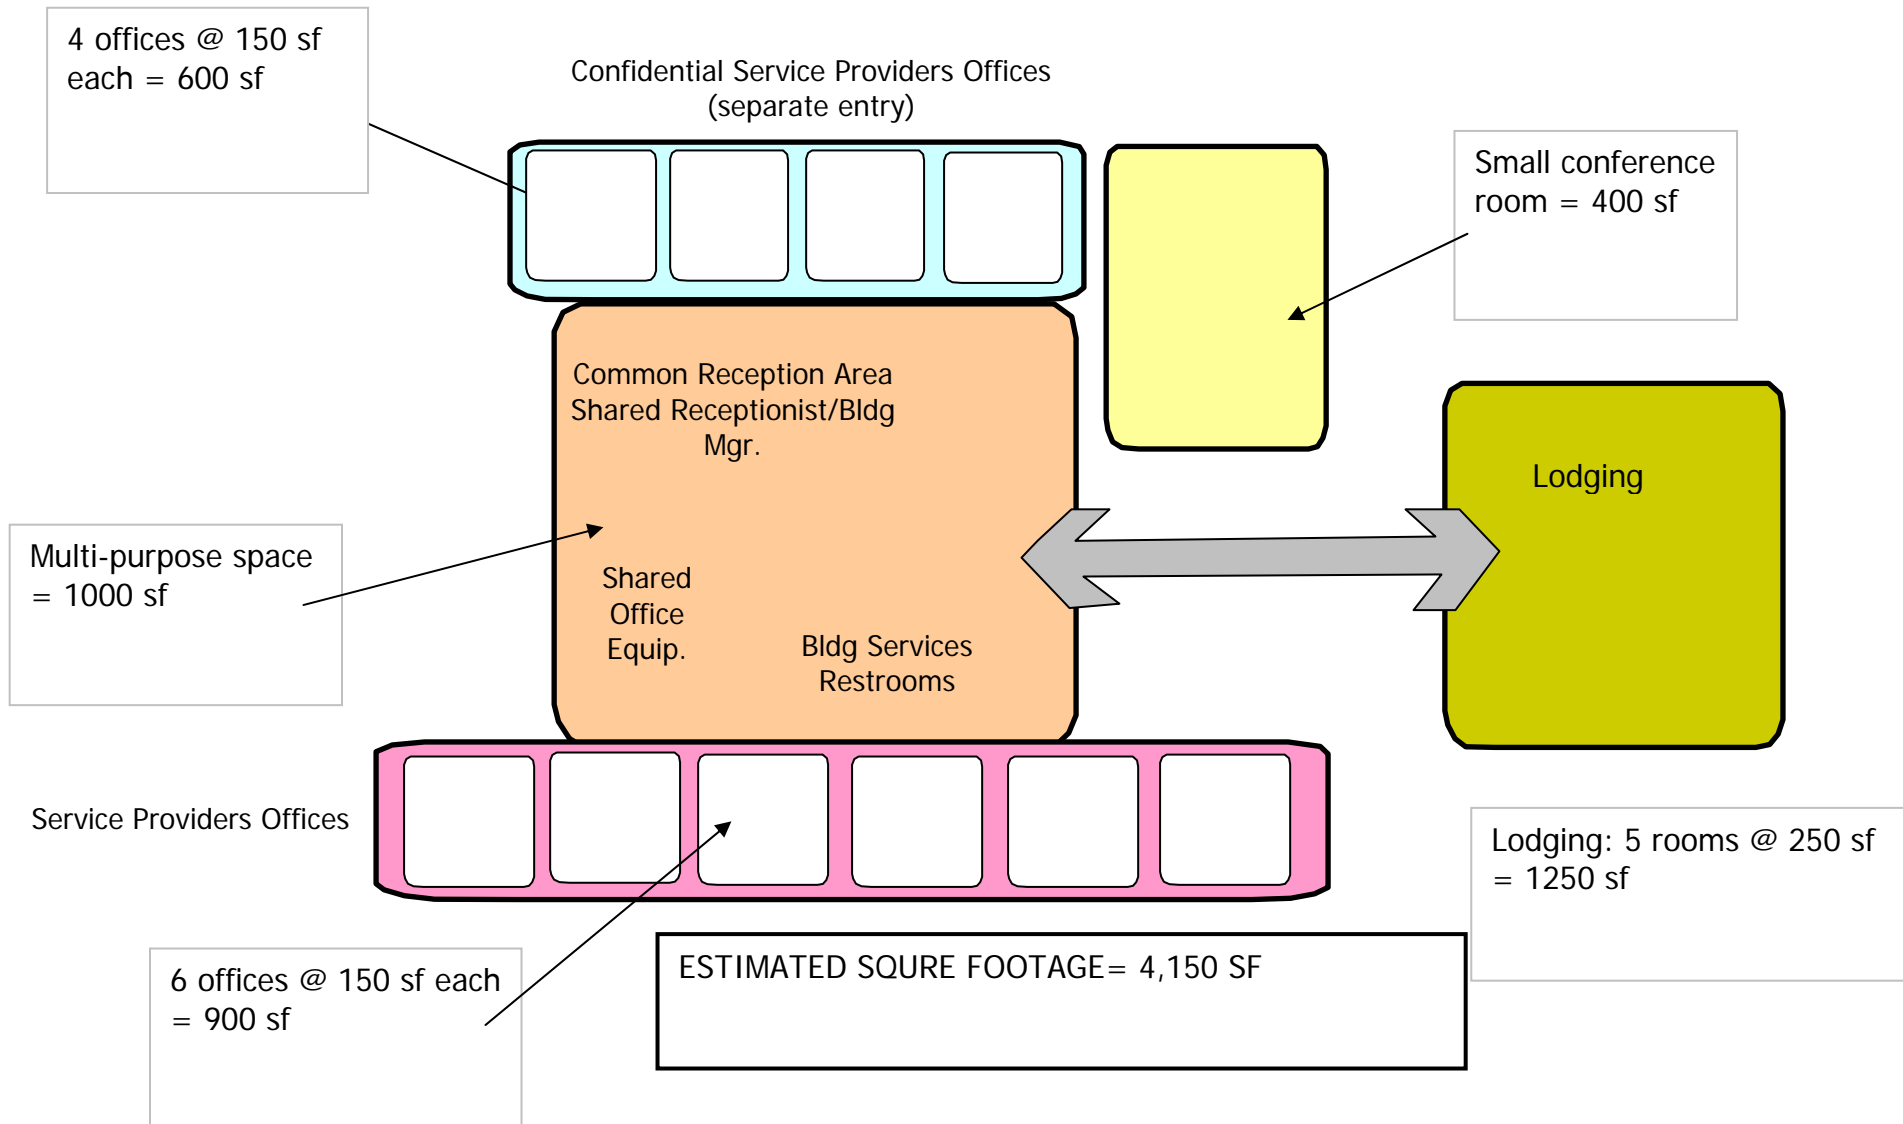 4 offices @ 150 sf
each = 600 sf
Confidential Service Providers Offices
(separate entry)
Small conference
room = 400 sf
Common Reception Area
Shared Receptionist/Bldg
Mgr.
Lodging
Multi-purpose space
= 1000 sf
Shared
Office
Equip.
Bldg Services
Restrooms
Service Providers Offices
Lodging: 5 rooms @ 250 sf
= 1250 sf
6 offices @ 150 sf each
= 900 sf
ESTIMATED SQURE FOOTAGE= 4,150 SF